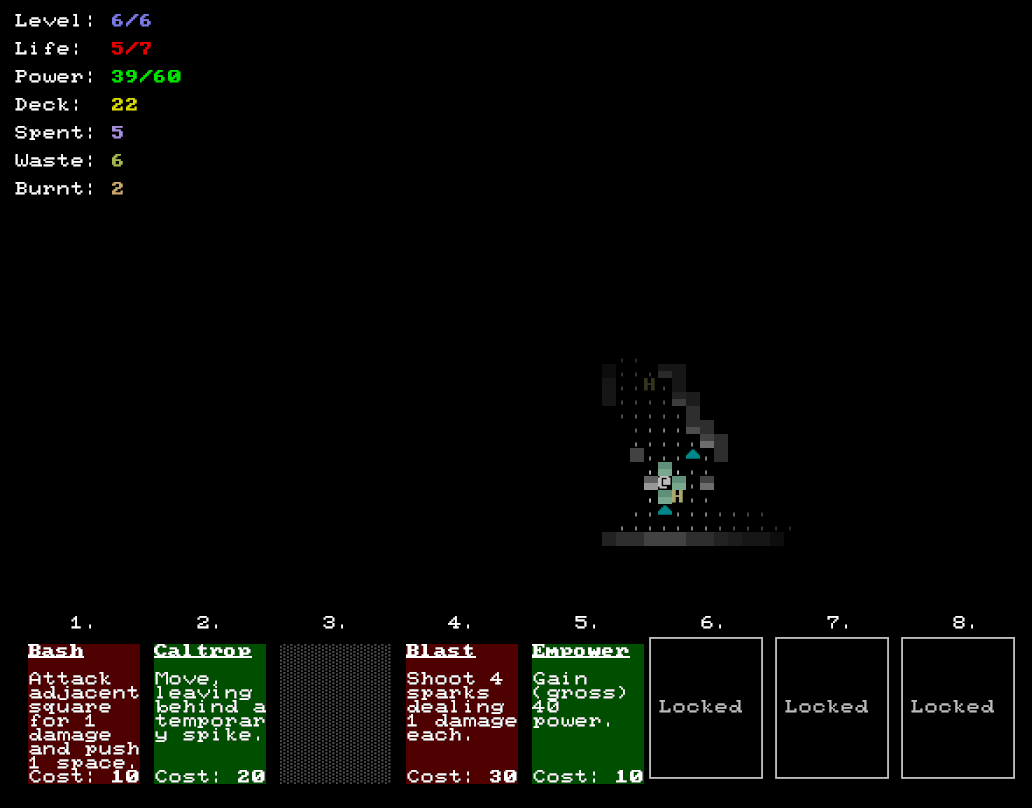 Level: 6/6
Life: 5/7
Power: 39/60
Deck: 22
Spent: 5
Waste: 6
Burnt: 2
H
C
H
1. 2. 3. 4. 5. 6. 7. 8.
Bash
Attack
adjacent
square
for 1
damage
and push
1 space.
Cost: 10
Caltrop
Move,
leaving
behind a
temporar
y spike.
Cost: 20
Blast
Shoot 4
sparks
dealing
1 damage
each.
Cost: 30
Empower
Gain
(gross)
40
power.
Cost: 10
Locked
Locked
Locked